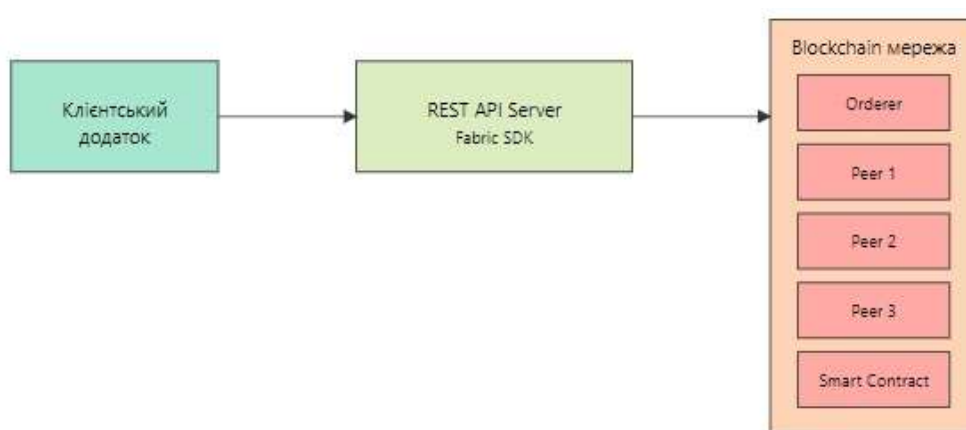 Клієнтський
додаток
REST API Server
Fabric SDK
Blockchain мережа
Orderer
Peer 1
Peer 2
Peer 3
Smart Contract